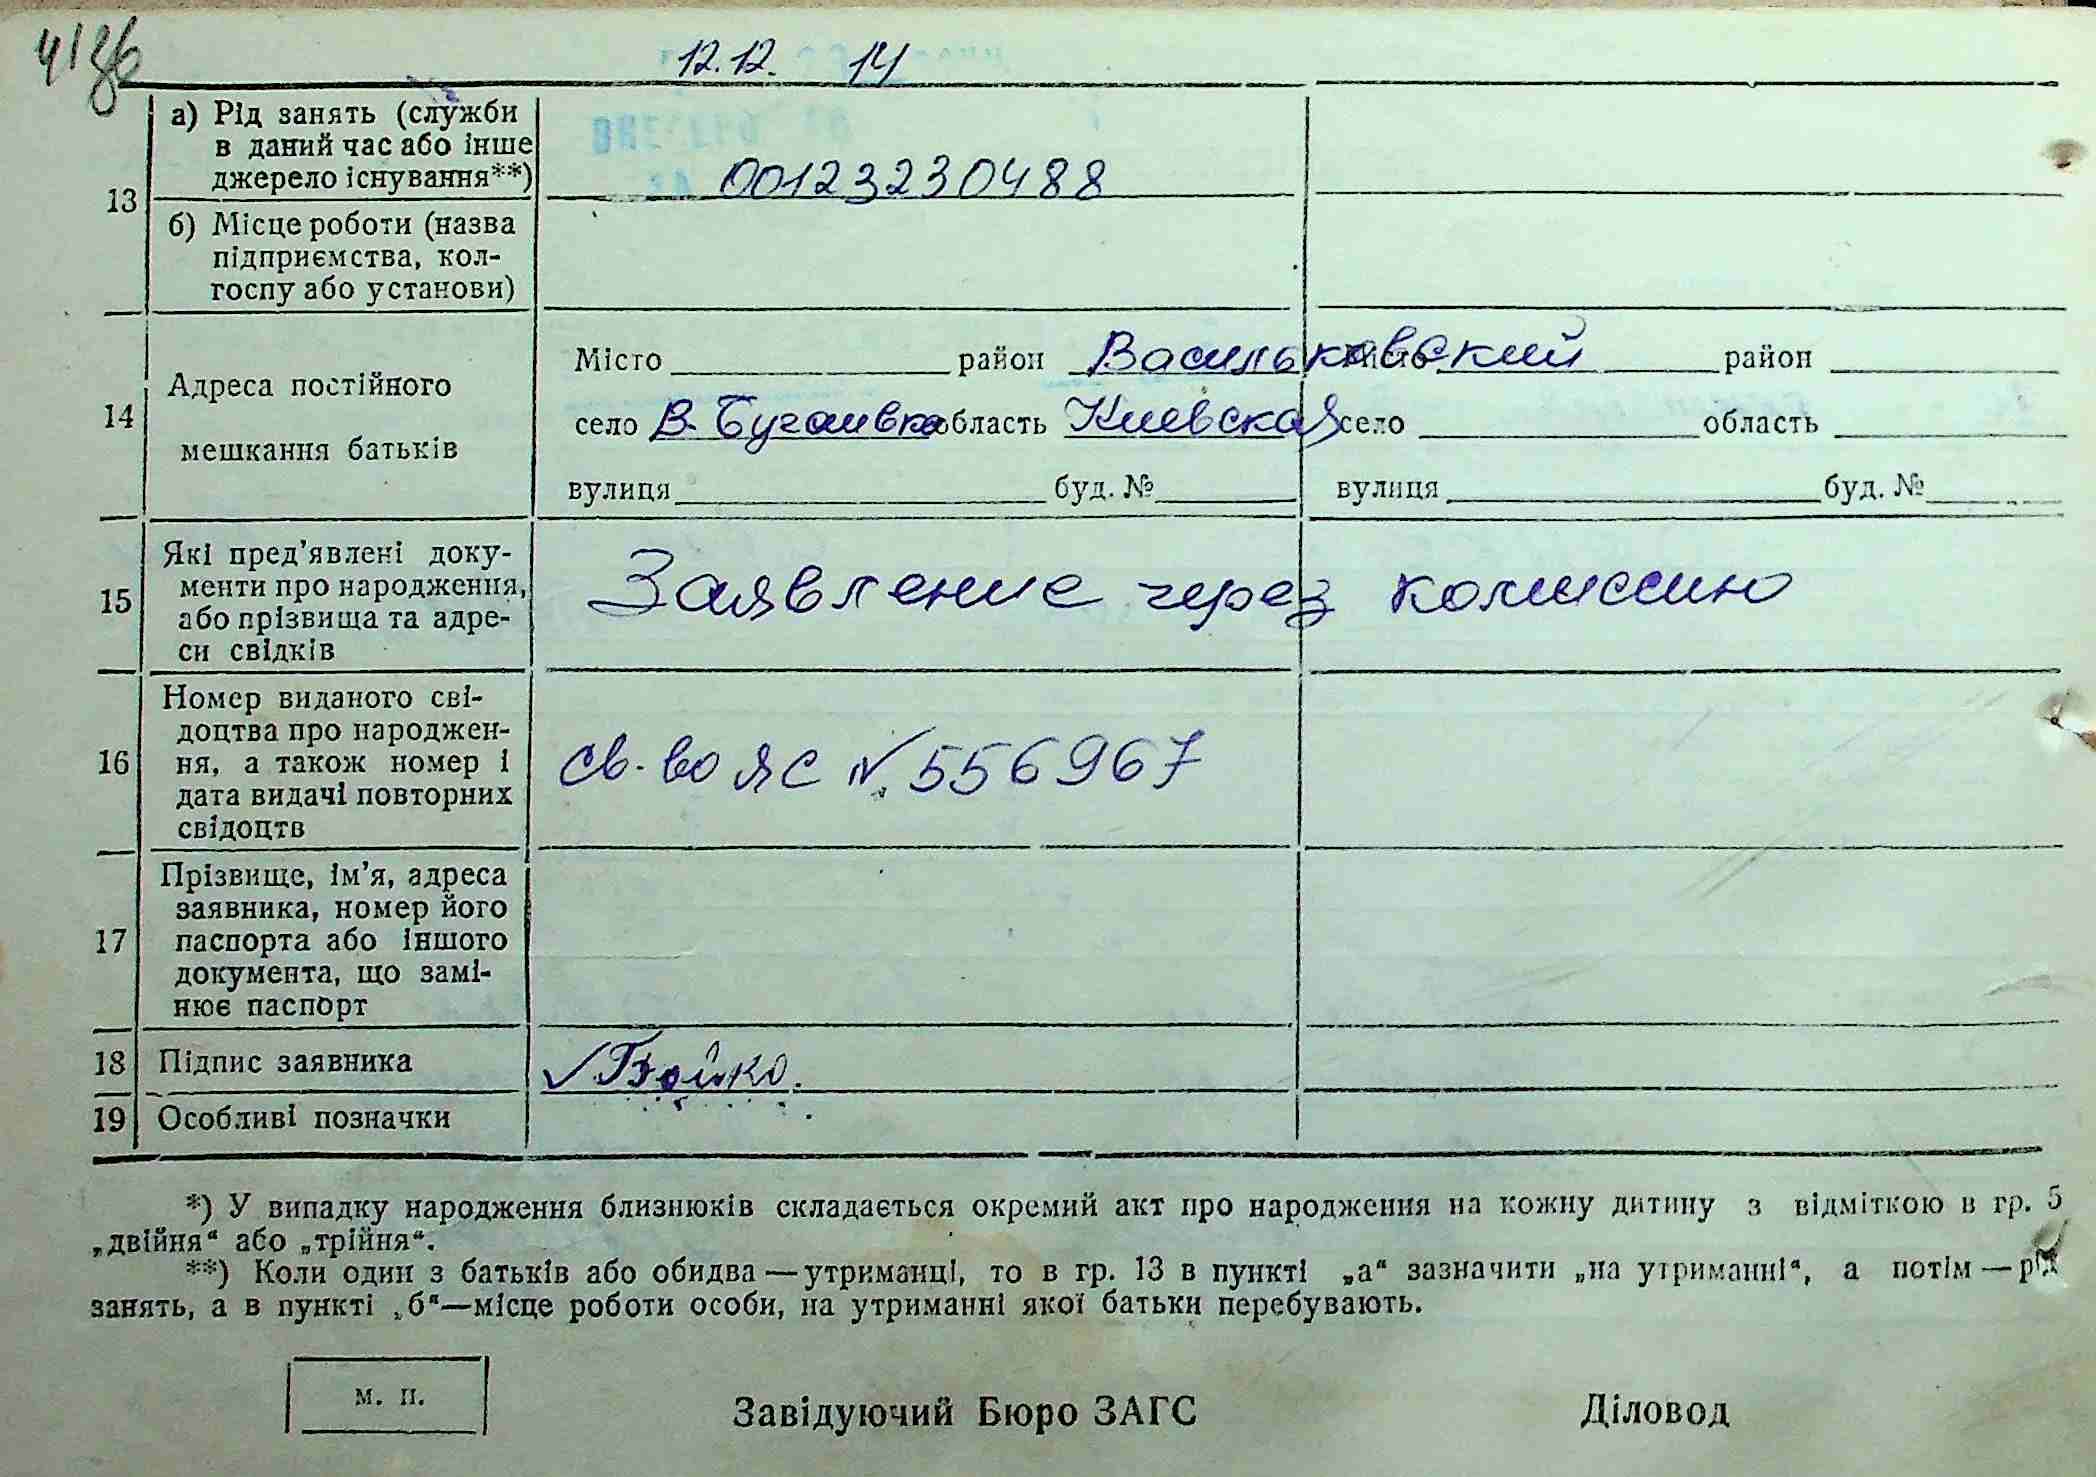 4186
12.12. 14
13
а) Рід занять (служби
в даний час або інше
джерело існування**)
00123230488
б) Місце роботи (назва
підприємства, кол-
госпу або установи)
14
Адреса постійного
мешкання батьків
Місто район Васильковский Місто район
село В. Бугаивка область Киевская село область
вулиця буд. № вулиця буд. №
15
Які пред’явлені доку-
менти про народження,
або прізвища та адре-
си свідків
Заявление через комиссию
16
Номер виданого сві-
доцтва про народжен-
ня, а також номер і
дата видачі повторних
свідоцтв
св-во ЯС № 556967
17
Прізвище, ім’я, адреса
заявника, номер його
паспорта або іншого
документа, що замі-
нює паспорт
18 Підпис заявника
Бойко.
19 Особливі позначки
*) У випадку народження близнюків складається окремий акт про народження на кожну дитину з відміткою в гр. 5
„двійня“ або „трійня“.
**) Коли один з батьків або обидва—утриманці, то в гр. 13 в пункті „а“ зазначити „на утриманні“, а потім—рід
занять, а в пункті „б“—місце роботи особи, на утриманні якої батьки перебувають.
м. п.
Завідуючий Бюро ЗАГС Діловод